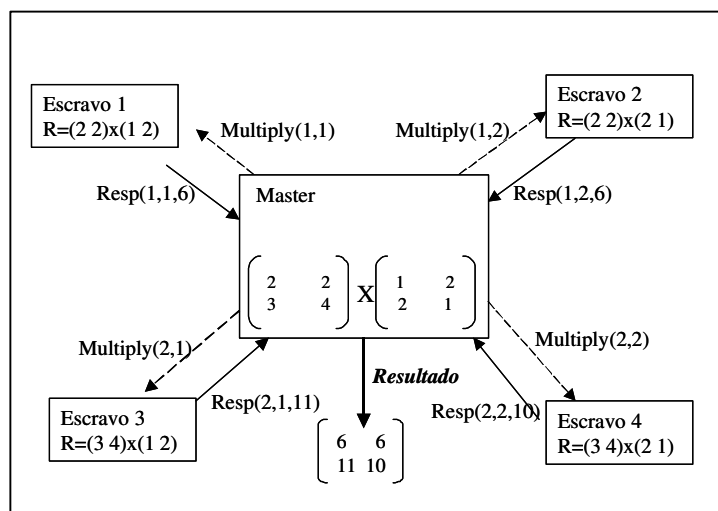 Escravo 1
R=(2 2)x(1 2)
Multiply(1,1)
Multiply(1,2)
Escravo 2
R=(2 2)x(2 1)
Resp(1,1,6)
Master
Resp(1,2,6)
2 2 1 2
X
3 4 2 1
Multiply(2,1)
Multiply(2,2)
Resultado
Resp(2,1,11)
Resp(2,2,10)
Escravo 3
R=(3 4)x(1 2)
6 6
11 10
Escravo 4
R=(3 4)x(2 1)